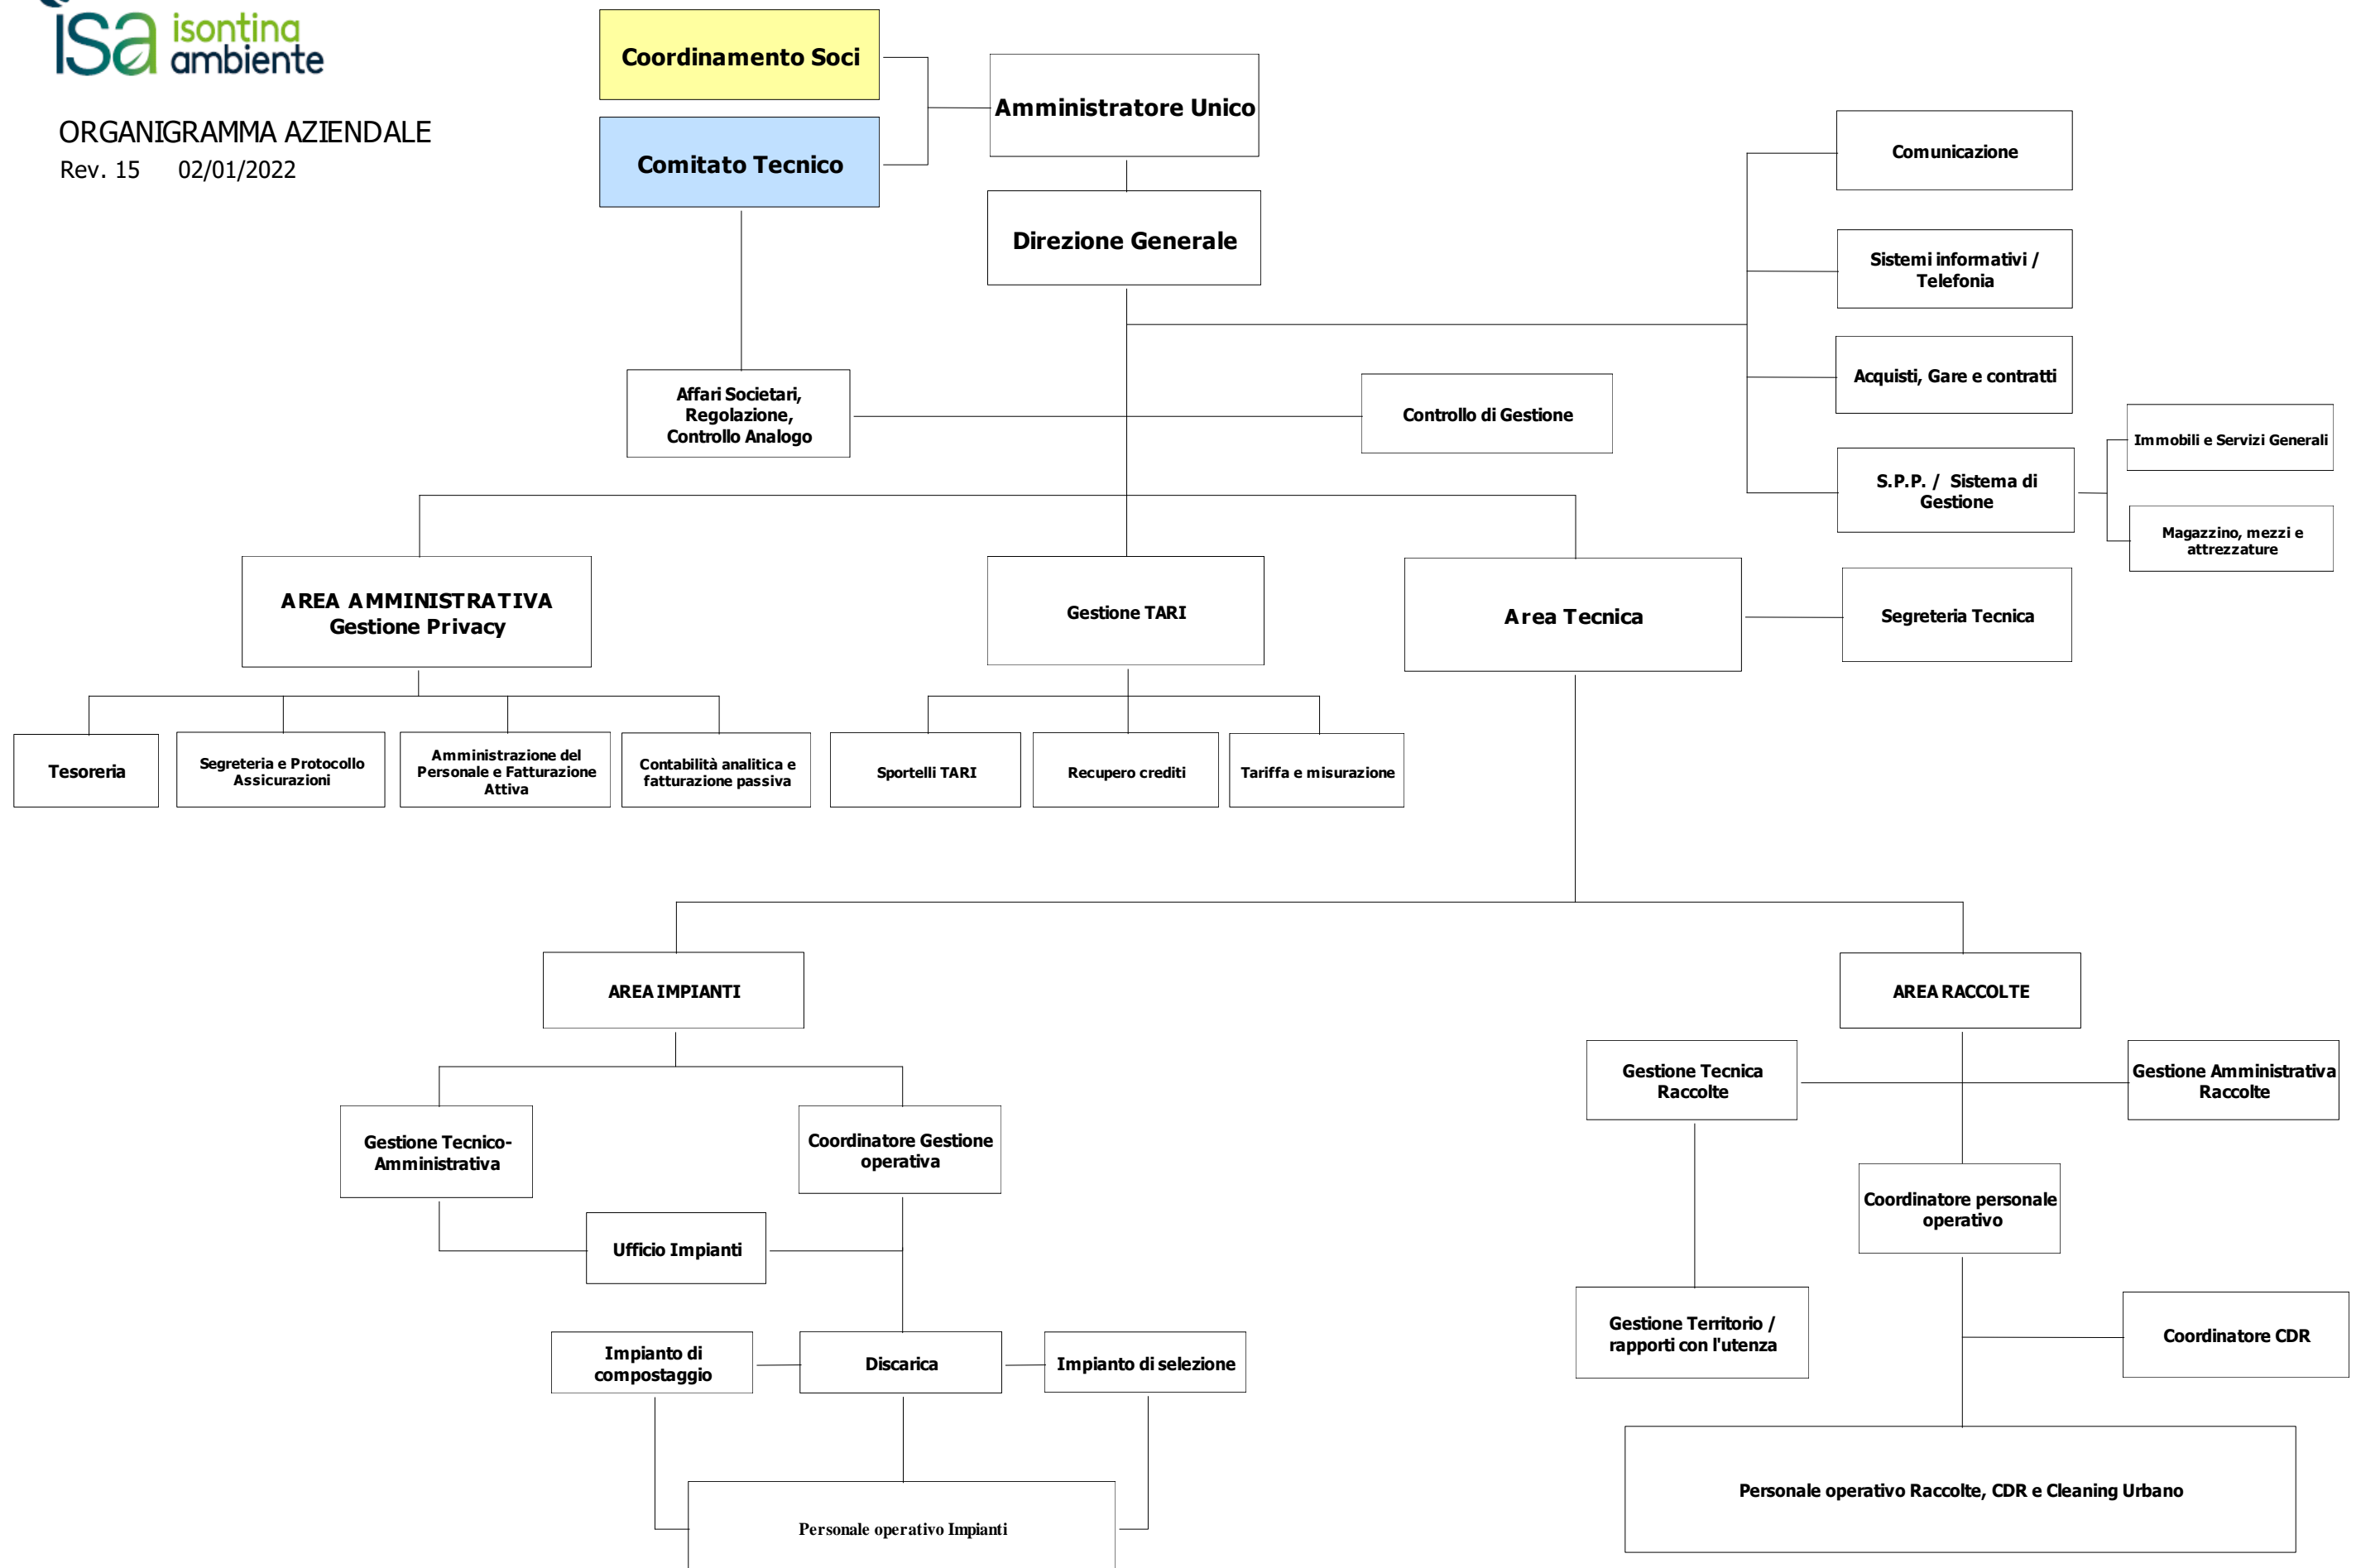 isa isontina
ambiente
ORGANIGRAMMA AZIENDALE
Rev. 15 02/01/2022
Coordinamento Soci
Comitato Tecnico
Amministratore Unico
Direzione Generale
Comunicazione
Sistemi informativi /
Telefonia
Acquisti, Gare e contratti
S.P.P. / Sistema di
Gestione
Immobili e Servizi Generali
Magazzino, mezzi e
attrezzature
Affari Societari,
Regolazione,
Controllo Analogo
Controllo di Gestione
AREA AMMINISTRATIVA
Gestione Privacy
Gestione TARI
Area Tecnica
Segreteria Tecnica
Tesoreria
Segreteria e Protocollo
Assicurazioni
Amministrazione del
Personale e Fatturazione
Attiva
Contabilità analitica e
fatturazione passiva
Sportelli TARI
Recupero crediti
Tariffa e misurazione
AREA IMPIANTI
AREA RACCOLTE
Gestione Tecnico-
Amministrativa
Coordinatore Gestione
operativa
Ufficio Impianti
Impianto di
compostaggio
Discarica
Impianto di selezione
Personale operativo Impianti
Gestione Tecnica
Raccolte
Gestione Amministrativa
Raccolte
Coordinatore personale
operativo
Gestione Territorio /
rapporti con l'utenza
Coordinatore CDR
Personale operativo Raccolte, CDR e Cleaning Urbano